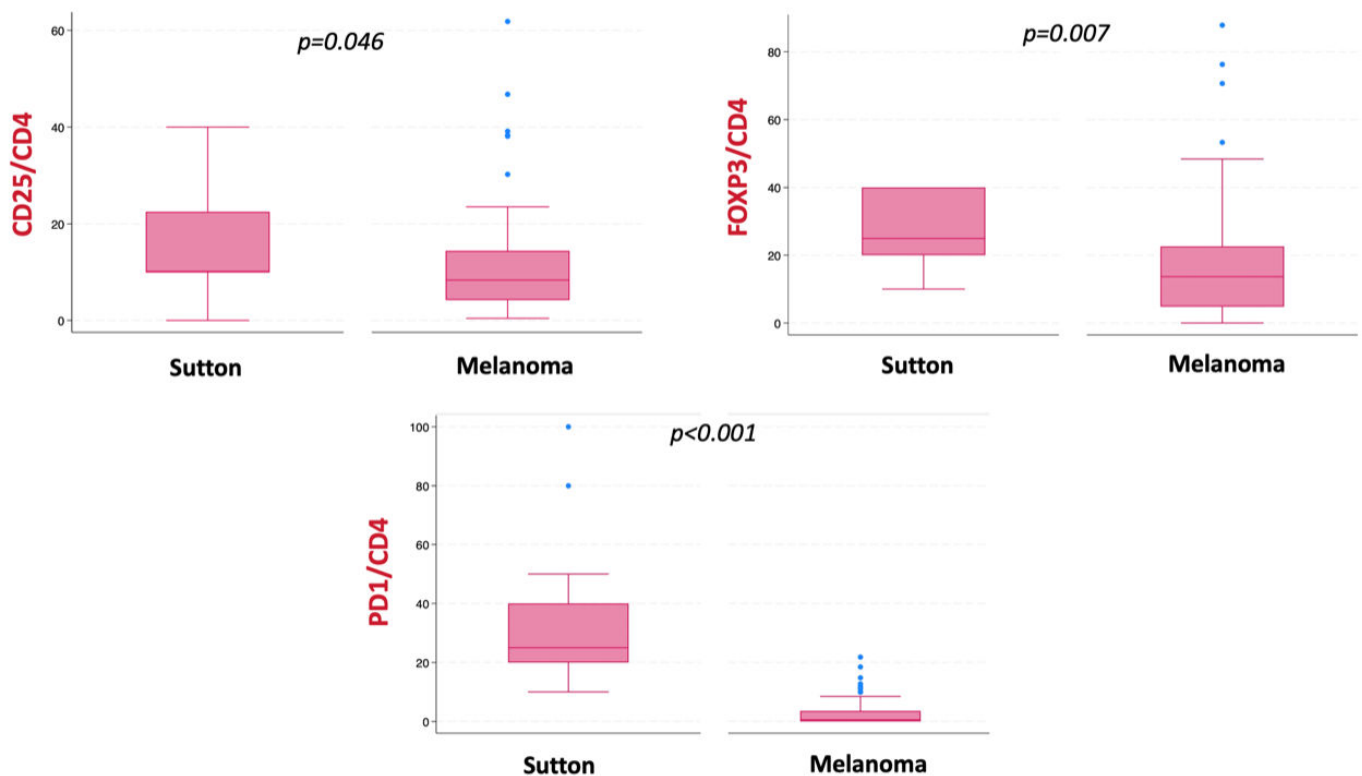 p=0.046
CD25/CD4
60
40
20
0
Sutton
Melanoma
p=0.007
FOXP3/CD4
80
60
40
20
0
Sutton
Melanoma
p<0.001
PD1/CD4
100
80
60
40
20
0
Sutton
Melanoma